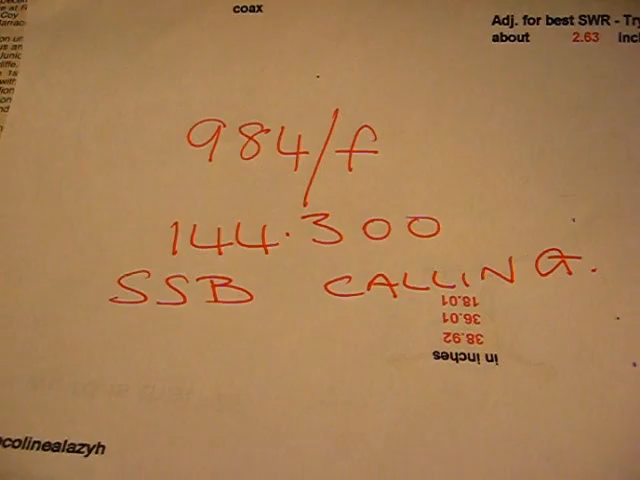 coax
Adj. for best SWR - Try
about 2.63 inc
984/f
144.300
SSB CALLING.
18.01
36.01
38.92
in inches
colinealazyh